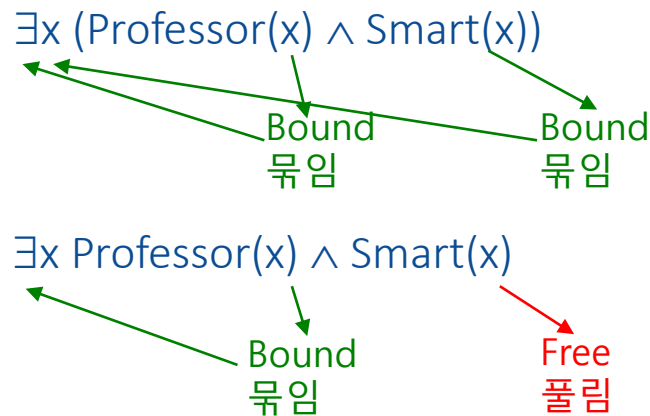 ∃x (Professor(x) ∧ Smart(x))
Bound Bound
묶임 묶임
∃x Professor(x) ∧ Smart(x)
Bound Free
묶임 풀림